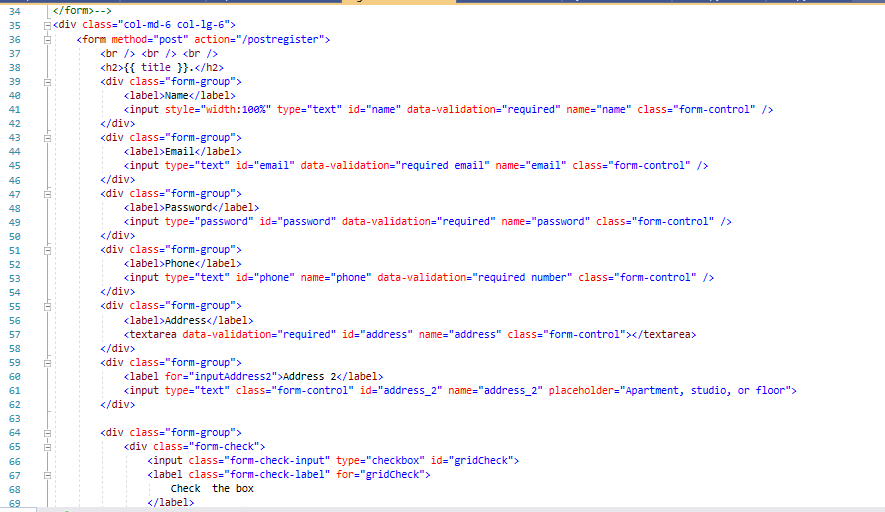 34 </form>-->
35 <div class="col-md-6 col-lg-6">
36 <form method="post" action="/postregister">
37 <br /> <br /> <br />
38 <h2>{{ title }}.</h2>
39 <div class="form-group">
40 <label>Name</label>
41 <input style="width:100%" type="text" id="name" data-validation="required" name="name" class="form-control" />
42 </div>
43 <div class="form-group">
44 <label>Email</label>
45 <input type="text" id="email" data-validation="required email" name="email" class="form-control" />
46 </div>
47 <div class="form-group">
48 <label>Password</label>
49 <input type="password" id="password" data-validation="required" name="password" class="form-control" />
50 </div>
51 <div class="form-group">
52 <label>Phone</label>
53 <input type="text" id="phone" name="phone" data-validation="required number" class="form-control" />
54 </div>
55 <div class="form-group">
56 <label>Address</label>
57 <textarea data-validation="required" id="address" name="address" class="form-control"></textarea>
58 </div>
59 <div class="form-group">
60 <label for="inputAddress2">Address 2</label>
61 <input type="text" class="form-control" id="address_2" name="address_2" placeholder="Apartment, studio, or floor">
62 </div>
63
64 <div class="form-group">
65 <div class="form-check">
66 <input class="form-check-input" type="checkbox" id="gridCheck">
67 <label class="form-check-label" for="gridCheck">
68 Check  the box
69 </label>